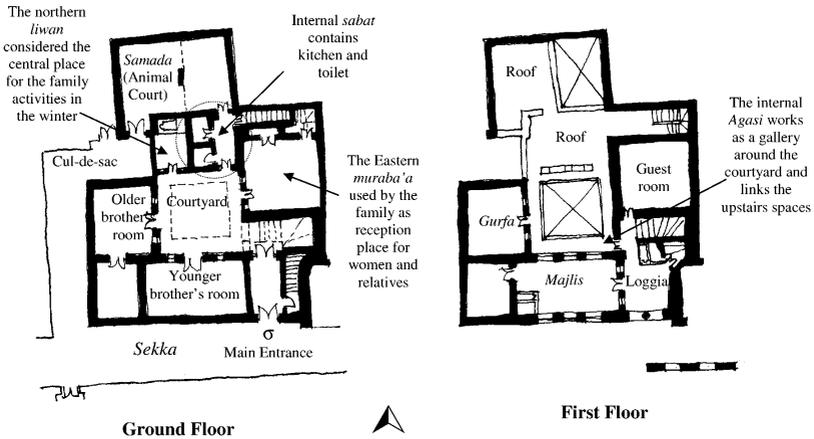 The northern
liwan
considered the
central place
for the family
activities in
the winter
Internal sabat
contains
kitchen and
toilet
Samada
(Animal
Court)
Cul-de-sac
Older
brother
room
Courtyard
The Eastern
muraba'a
used by the
family as
reception
place for
women and
relatives
Younger
brother's room
Sekka
σ
Main Entrance
Ground Floor
Roof
Roof
The internal
Agasi works
as a gallery
around the
courtyard and
links the
upstairs spaces
Guest
room
Gurfa
Majlis
Loggia
First Floor